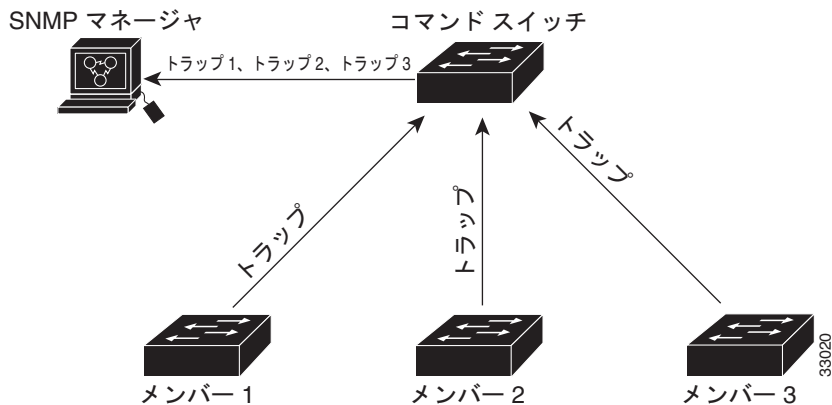 SNMP マネージャ
コマンド スイッチ
トラップ 1、トラップ 2、トラップ 3
トラップ
トラップ
トラップ
メンバー 1
メンバー 2
メンバー 3
33020